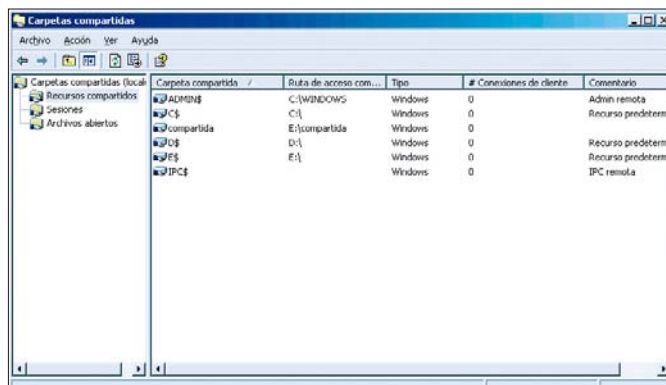 Carpetas compartidas
Archivo Acción Ver Ayuda
Carpetas compartidas (local
Recursos compartidos
Sesiones
Archivos abiertos
Carpeta compartida / Ruta de acceso com... Tipo # Conexiones de cliente Comentario
ADMIN$ C:\WINDOWS Windows 0 Admin remota
C$ C:\ Windows 0 Recurso predeterm
compartida E:\compartida Windows 0
D$ D:\ Windows 0 Recurso predeterm
E$ E:\ Windows 0 Recurso predeterm
IPC$ Windows 0 IPC remota